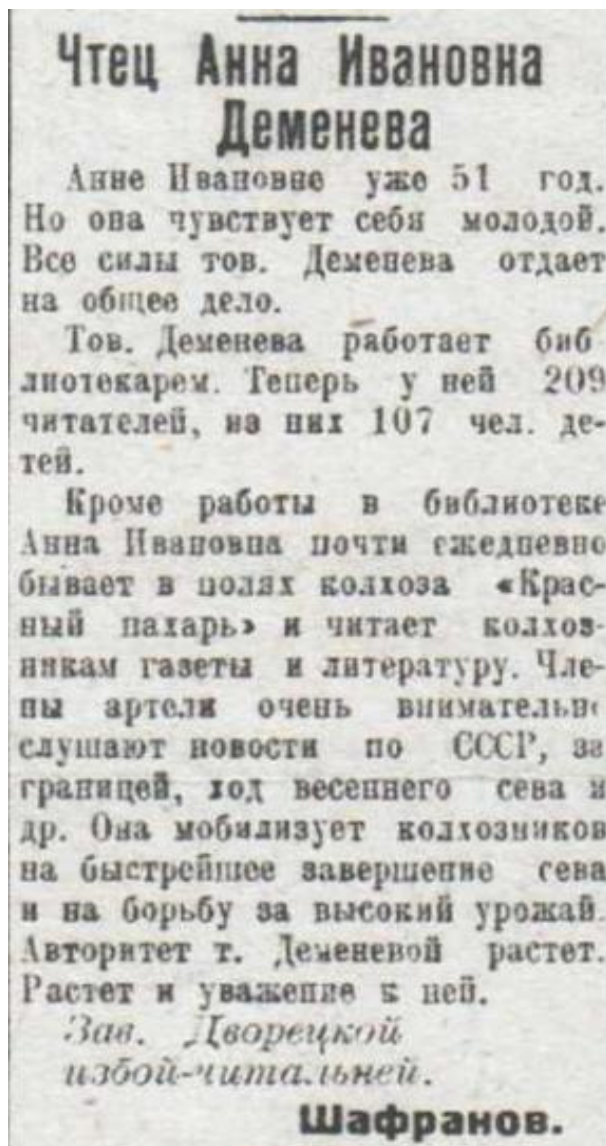 Чтец Анна Ивановна
Деменева
Анне Ивановне уже 51 год.
Но она чувствует себя молодой.
Все силы тов. Деменева отдает
на общее дело.
Тов. Деменева работает биб
лиотекарем. Теперь у ней 209
читателей, из них 107 чел. де-
тей.
Кроме работы в библиотеке
Анна Ивановна почти ежедневно
бывает в полях колхоза «Крас-
ный пахарь» и читает колхоз-
никам газеты и литературу. Чле-
ны артели очень внимательно
слушают новости по СССР, за
границей, ход весеннего сева и
др. Она мобилизует колхозников
на быстрейшее завершение сева
и на борьбу за высокий урожай.
Авторитет т. Деменевой растет.
Растет и уважение к ней.
Зав. Дворецкой
избой-читальней.
Шафранов.